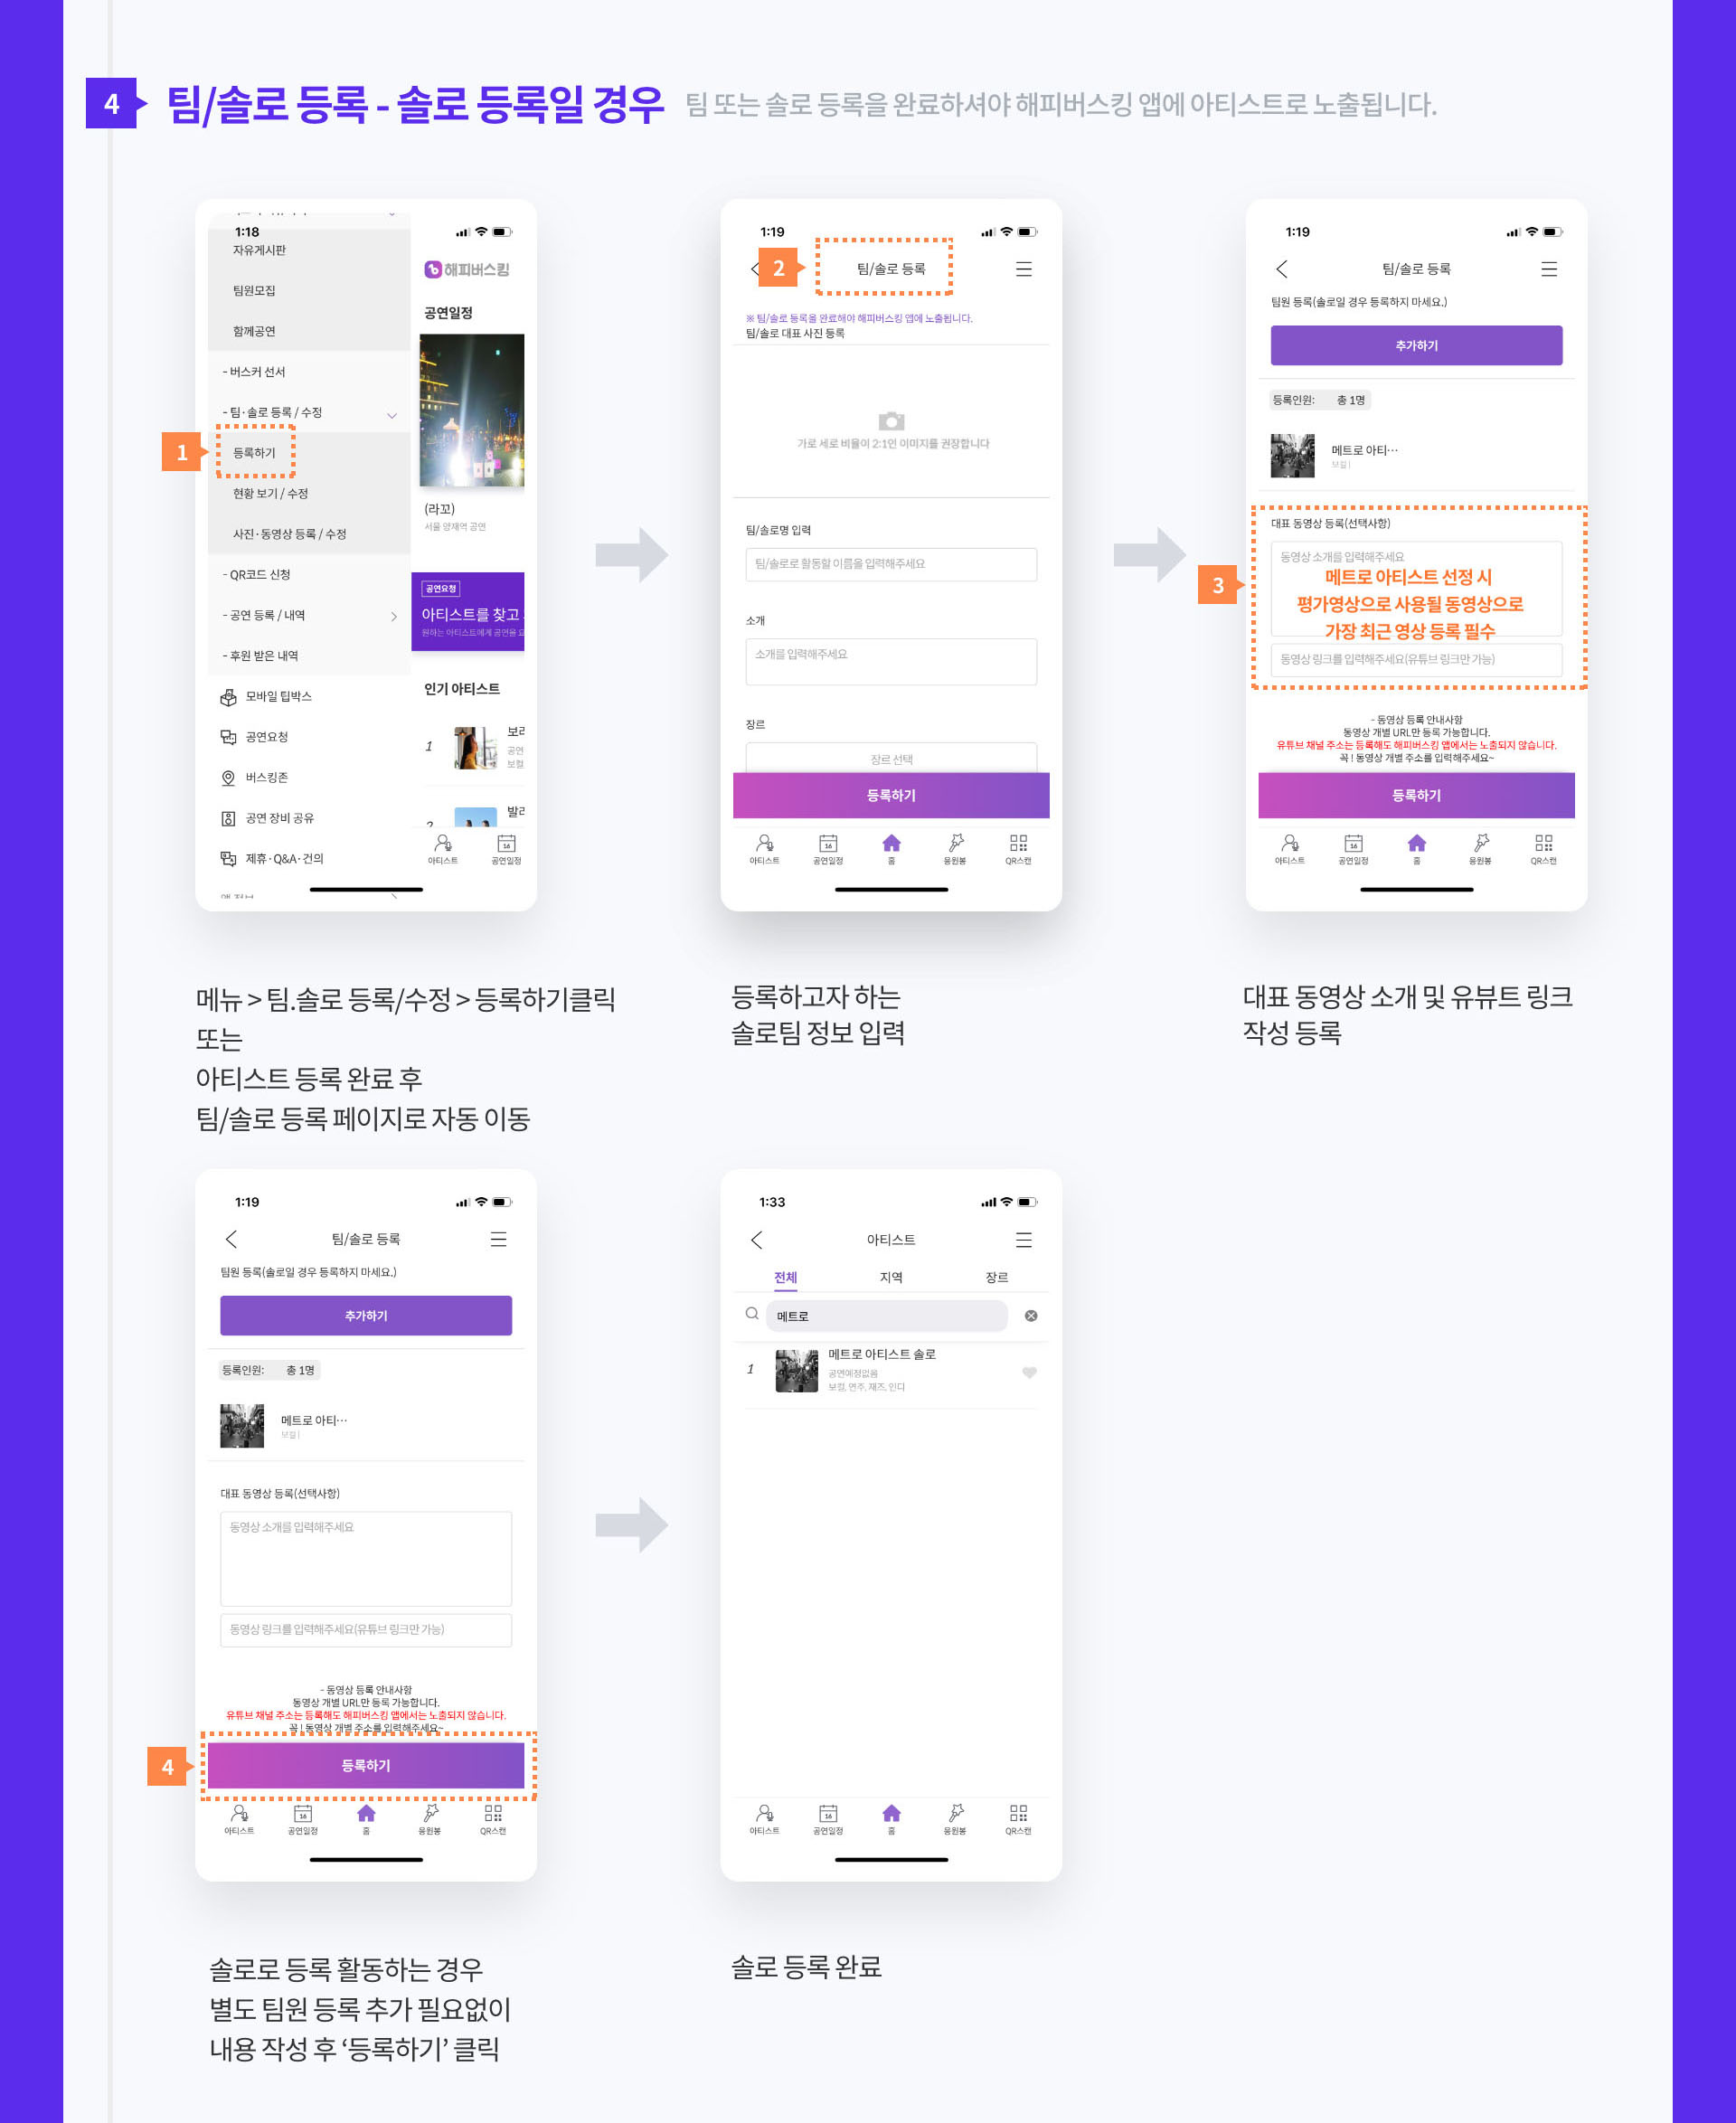 4
팀/솔로 등록 - 솔로 등록일 경우
팀 또는 솔로 등록을 완료하셔야 해피버스킹 앱에 아티스트로 노출됩니다.
1:18
자유게시판
팀원모집
함께공연
- 버스커 선서
- 팀·솔로 등록 / 수정
1
등록하기
현황 보기 / 수정
사진·동영상 등록 / 수정
- QR코드 신청
- 공연 등록 / 내역
- 후원 받은 내역
모바일 팁박스
공연요청
버스킹존
공연 장비 공유
제휴·Q&A·건의
해피버스킹
공연일정
(라꼬)
서울 양재역 공연
공연요청
아티스트를 찾고
원하는 아티스트에게 공연을 요
인기 아티스트
1
보라
공연
보컬
2
발라
아티스트
16
공연일정
1:19
2
팀/솔로 등록
※ 팀/솔로 등록을 완료해야 해피버스킹 앱에 노출됩니다.
팀/솔로 대표 사진 등록
가로 세로 비율이 2:1인 이미지를 권장합니다
팀/솔로명 입력
팀/솔로로 활동할 이름을 입력해주세요
소개
소개를 입력해주세요
장르
장르 선택
등록하기
아티스트
16
공연일정
홈
응원봉
QR스캔
1:19
팀/솔로 등록
팀원 등록(솔로일 경우 등록하지 마세요.)
추가하기
등록인원: 총 1명
메트로 아티···
보컬 |
3
대표 동영상 등록(선택사항)
동영상 소개를 입력해주세요
메트로 아티스트 선정 시
평가영상으로 사용될 동영상으로
가장 최근 영상 등록 필수
동영상 링크를 입력해주세요(유튜브 링크만 가능)
- 동영상 등록 안내사항
동영상 개별 URL만 등록 가능합니다.
유튜브 채널 주소는 등록해도 해피버스킹 앱에서는 노출되지 않습니다.
꼭 ! 동영상 개별 주소를 입력해주세요~
등록하기
아티스트
16
공연일정
홈
응원봉
QR스캔
메뉴 > 팀.솔로 등록/수정 > 등록하기클릭
또는
아티스트 등록 완료 후
팀/솔로 등록 페이지로 자동 이동
등록하고자 하는
솔로팀 정보 입력
대표 동영상 소개 및 유뷰트 링크
작성 등록
1:19
팀/솔로 등록
팀원 등록(솔로일 경우 등록하지 마세요.)
추가하기
등록인원: 총 1명
메트로 아티···
보컬 |
대표 동영상 등록(선택사항)
동영상 소개를 입력해주세요
동영상 링크를 입력해주세요(유튜브 링크만 가능)
- 동영상 등록 안내사항
동영상 개별 URL만 등록 가능합니다.
유튜브 채널 주소는 등록해도 해피버스킹 앱에서는 노출되지 않습니다.
꼭 ! 동영상 개별 주소를 입력해주세요~
4
등록하기
아티스트
16
공연일정
홈
응원봉
QR스캔
1:33
아티스트
전체
지역
장르
메트로
1
메트로 아티스트 솔로
공연예정없음
보컬, 연주, 재즈, 인디
아티스트
16
공연일정
홈
응원봉
QR스캔
솔로로 등록 활동하는 경우
별도 팀원 등록 추가 필요없이
내용 작성 후 ‘등록하기’ 클릭
솔로 등록 완료